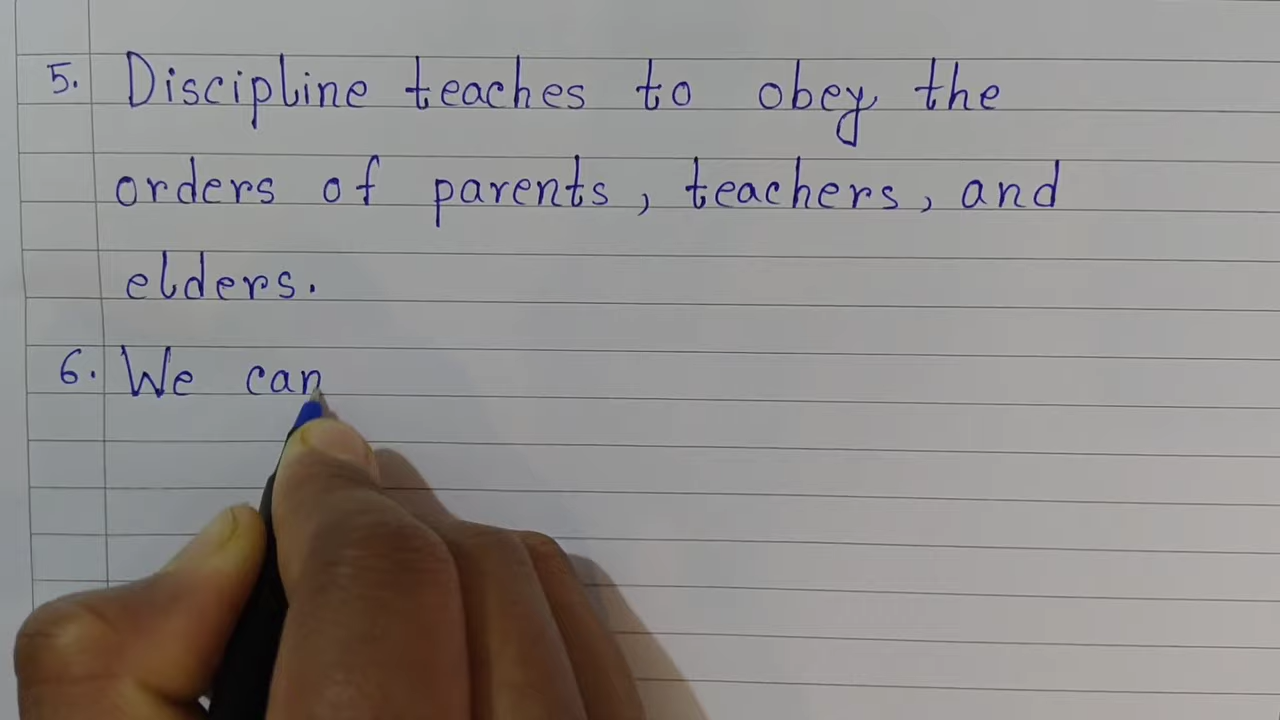 5. Discipline teaches to obey the
orders of parents, teachers, and
elders.
6. We can